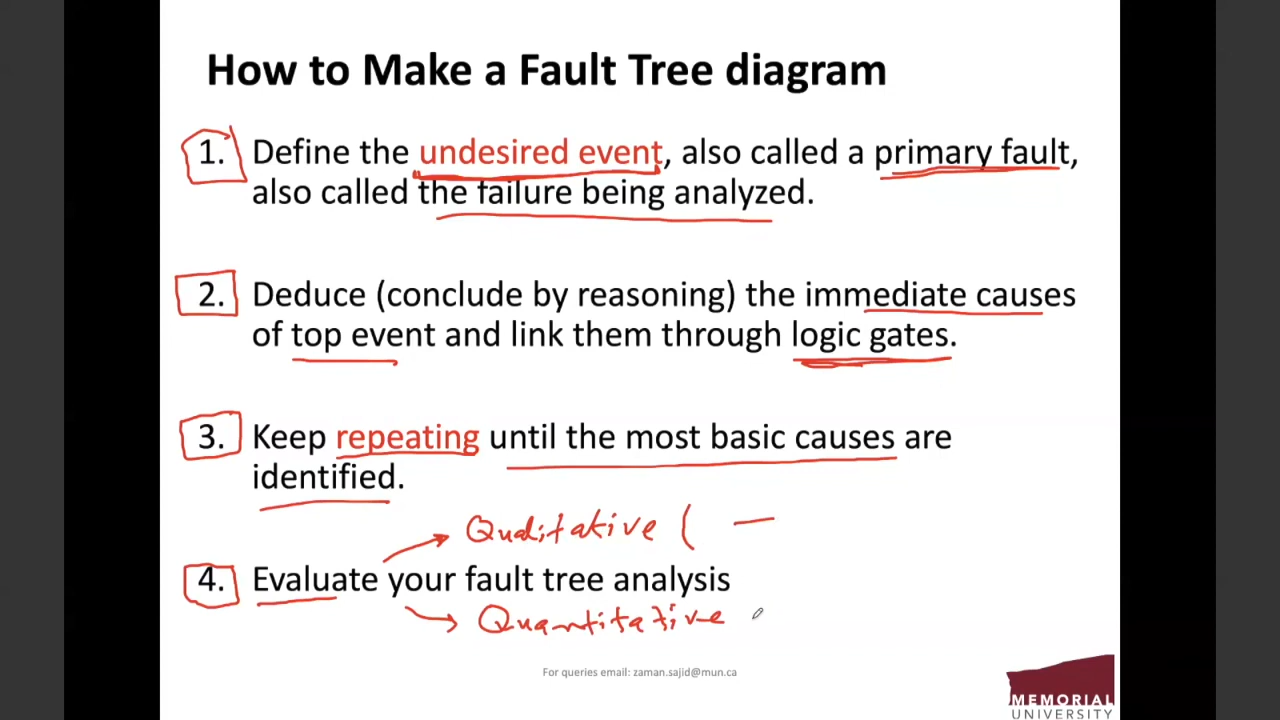 How to Make a Fault Tree diagram
1. Define the undesired event, also called a primary fault,
also called the failure being analyzed.
2. Deduce (conclude by reasoning) the immediate causes
of top event and link them through logic gates.
3. Keep repeating until the most basic causes are
identified.
Qualitative ( —
4. Evaluate your fault tree analysis
Quantitative
For queries email: zaman.sajid@mun.ca
MEMORIAL
UNIVERSITY